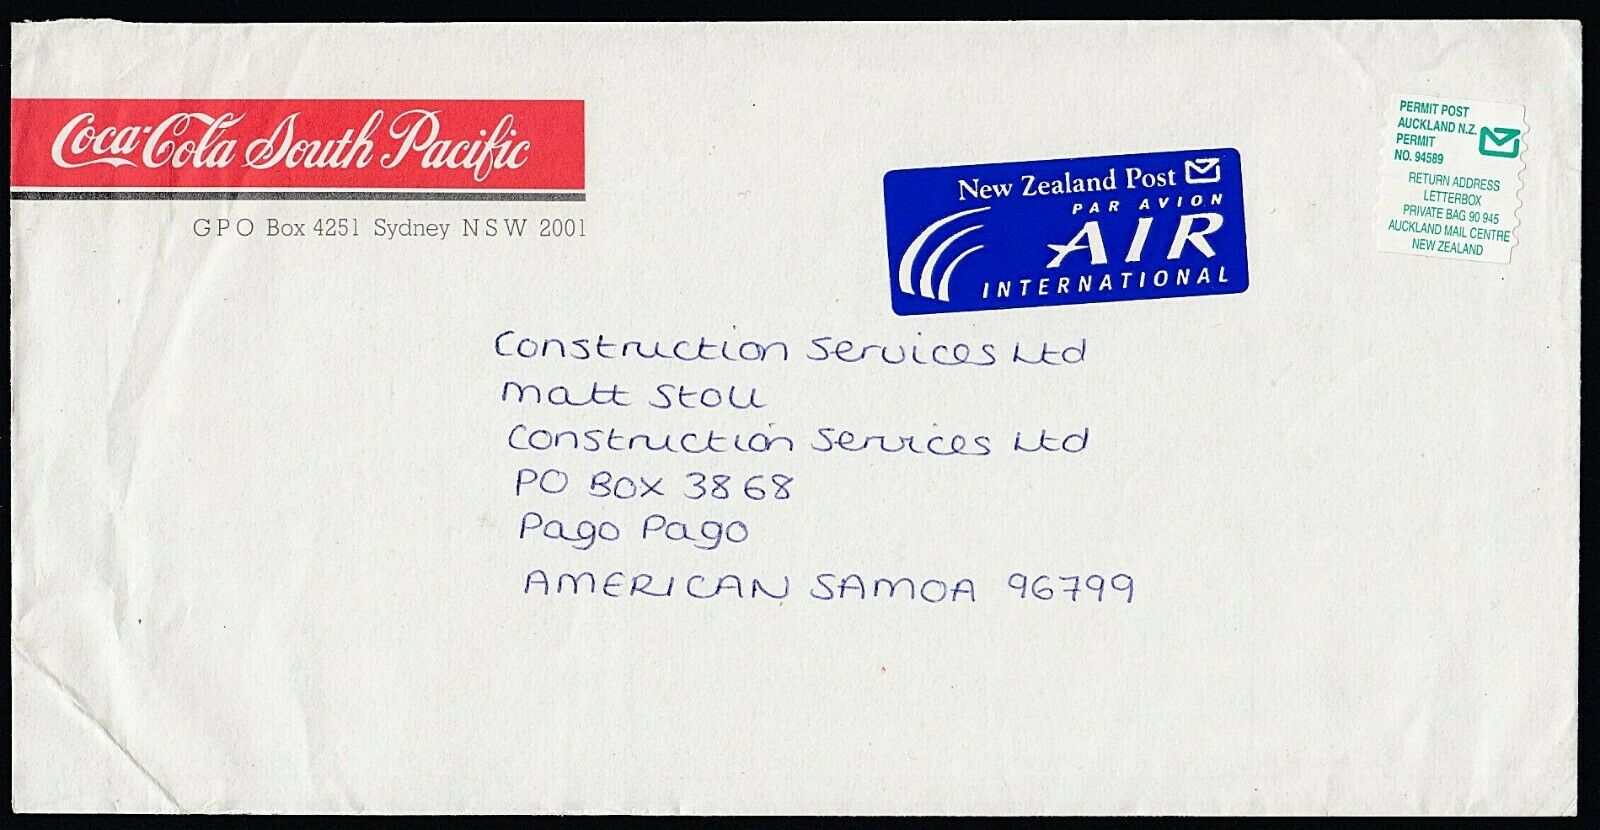 Coca-Cola South Pacific
GPO Box 4251 Sydney NSW 2001
New Zealand Post
PAR AVION
AIR
INTERNATIONAL
PERMIT POST
AUCKLAND N.Z.
PERMIT
NO. 94589
RETURN ADDRESS
LETTERBOX
PRIVATE BAG 90 945
AUCKLAND MAIL CENTRE
NEW ZEALAND
Construction Services Ltd
Matt Stoll
Construction Services Ltd
PO BOX 3868
Pago Pago
AMERICAN SAMOA 96799